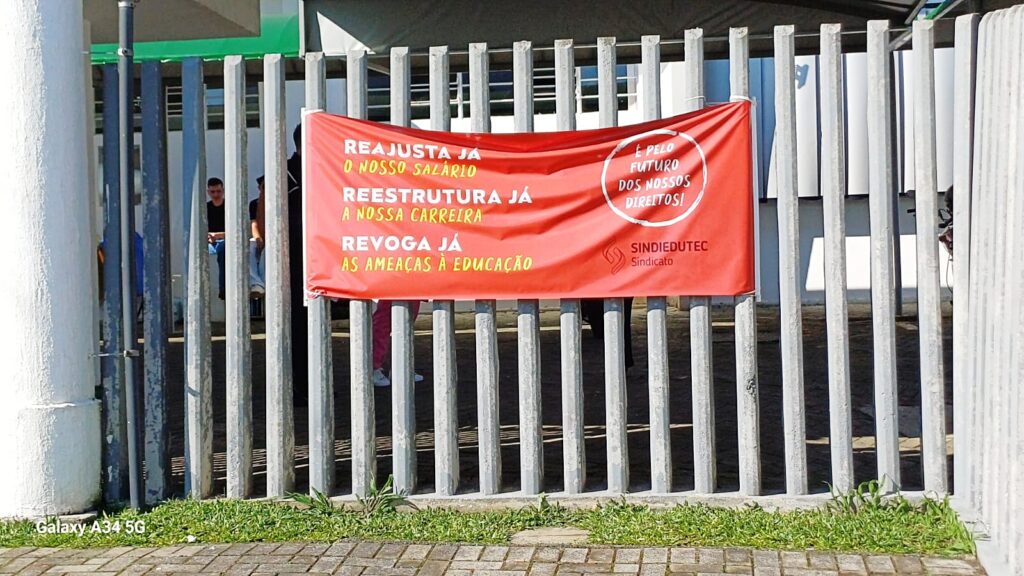 REAJUSTA JÁ
O NOSSO SALÁRIO
REESTRUTURA JÁ
A NOSSA CARREIRA
REVOGA JÁ
AS AMEAÇAS À EDUCAÇÃO
É PELO
FUTURO
DOS NOSSOS
DIREITOS!
SINDIEDUTEC
Sindicato
Galaxy A34 5G